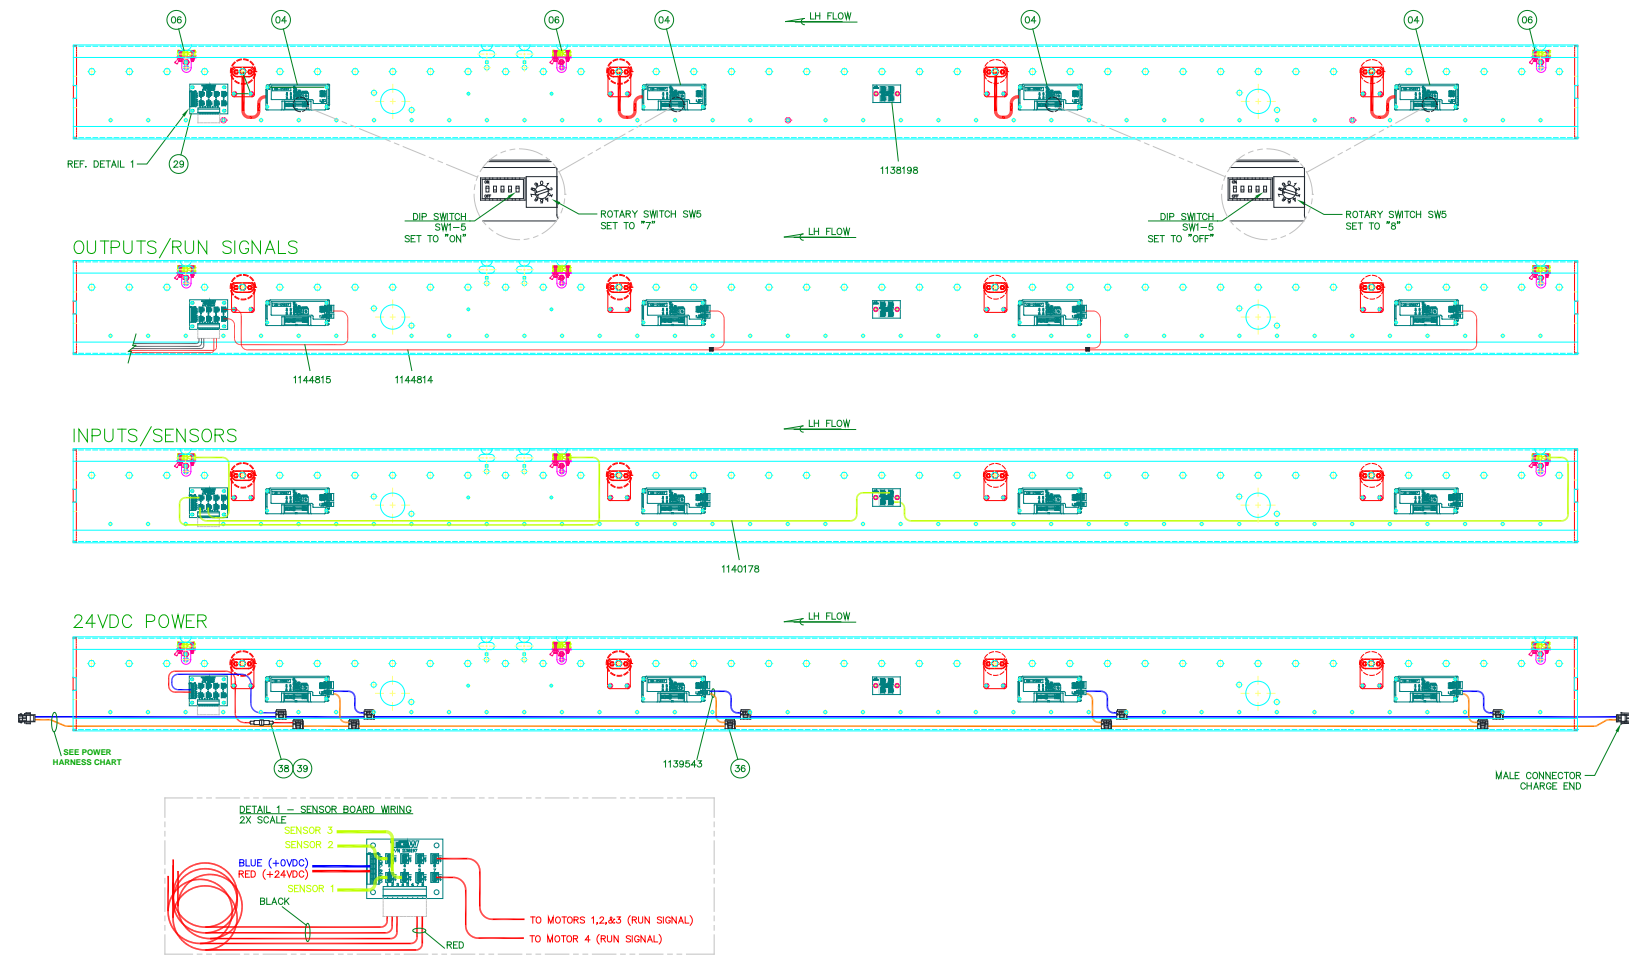 06
04
06
04
LH FLOW
04
04
06
REF. DETAIL 1
29
1138198
ON
OFF
DIP SWITCH
SW1-5
SET TO "ON"
ROTARY SWITCH SW5
SET TO "7"
ON
OFF
DIP SWITCH
SW1-5
SET TO "OFF"
ROTARY SWITCH SW5
SET TO "8"
OUTPUTS/RUN SIGNALS
LH FLOW
1144815
1144814
INPUTS/SENSORS
LH FLOW
1140178
24VDC POWER
LH FLOW
SEE POWER
HARNESS CHART
38
39
1139543
36
MALE CONNECTOR
CHARGE END
DETAIL 1 - SENSOR BOARD WIRING
2X SCALE
SENSOR 3
SENSOR 2
BLUE (+0VDC)
RED (+24VDC)
SENSOR 1
BLACK
RED
TO MOTORS 1,2,&3 (RUN SIGNAL)
TO MOTOR 4 (RUN SIGNAL)